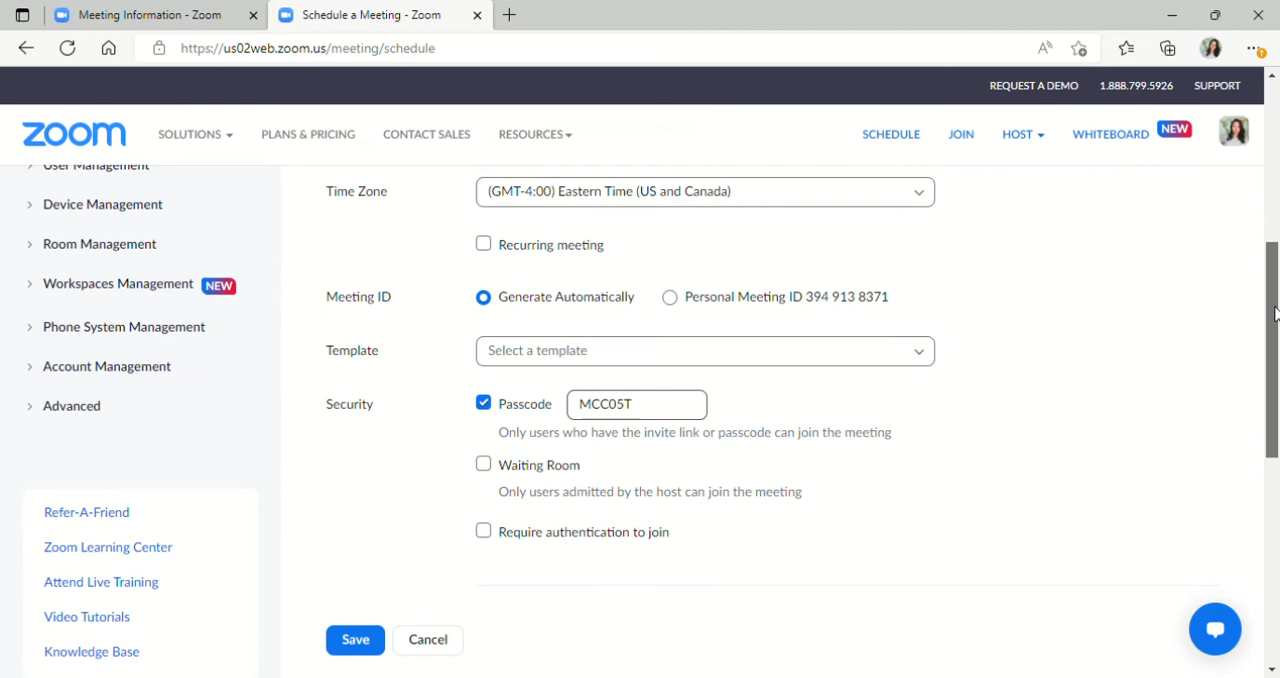 Meeting Information - Zoom
Schedule a Meeting - Zoom
https://us02web.zoom.us/meeting/schedule
REQUEST A DEMO 1.888.799.5926 SUPPORT
zoom SOLUTIONS PLANS & PRICING CONTACT SALES RESOURCES SCHEDULE JOIN HOST WHITEBOARD NEW
User Management
Device Management
Room Management
Workspaces Management NEW
Phone System Management
Account Management
Advanced
Refer-A-Friend
Zoom Learning Center
Attend Live Training
Video Tutorials
Knowledge Base
Time Zone (GMT-4:00) Eastern Time (US and Canada)
Recurring meeting
Meeting ID Generate Automatically Personal Meeting ID 394 913 8371
Template Select a template
Security Passcode MCC05T
Only users who have the invite link or passcode can join the meeting
Waiting Room
Only users admitted by the host can join the meeting
Require authentication to join
Save Cancel